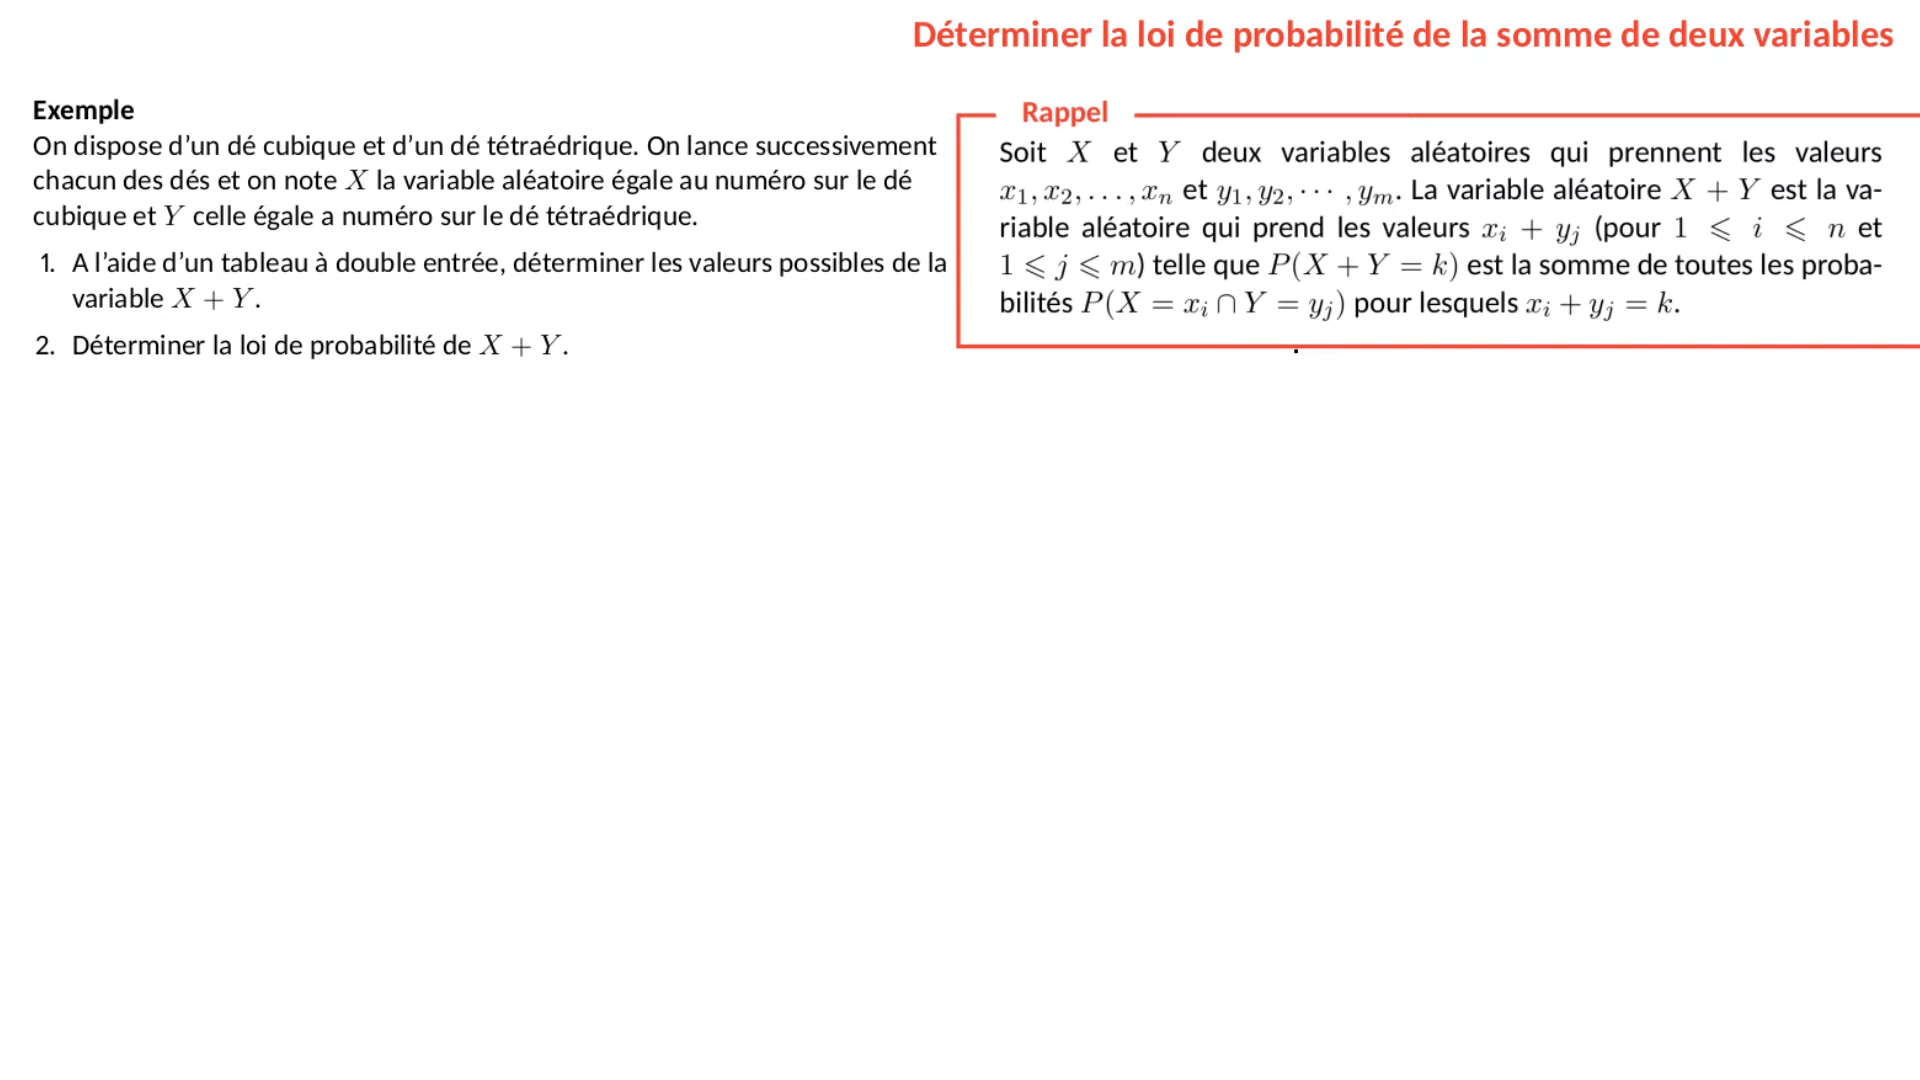 Déterminer la loi de probabilité de la somme de deux variables
Exemple
On dispose d'un dé cubique et d'un dé tétraédrique. On lance successivement
chacun des dés et on note X la variable aléatoire égale au numéro sur le dé
cubique et Y celle égale a numéro sur le dé tétraédrique.
1. A l'aide d'un tableau à double entrée, déterminer les valeurs possibles de la
variable X + Y.
2. Déterminer la loi de probabilité de X + Y.
Rappel
Soit X et Y deux variables aléatoires qui prennent les valeurs
x₁, x₂, . . . , xₙ et y₁, y₂, · · · , yₘ. La variable aléatoire X + Y est la va-
riable aléatoire qui prend les valeurs xᵢ + yⱼ (pour 1 ⩽ i ⩽ n et
1 ⩽ j ⩽ m) telle que P(X + Y = k) est la somme de toutes les proba-
bilités P(X = xᵢ ∩ Y = yⱼ) pour lesquels xᵢ + yⱼ = k.